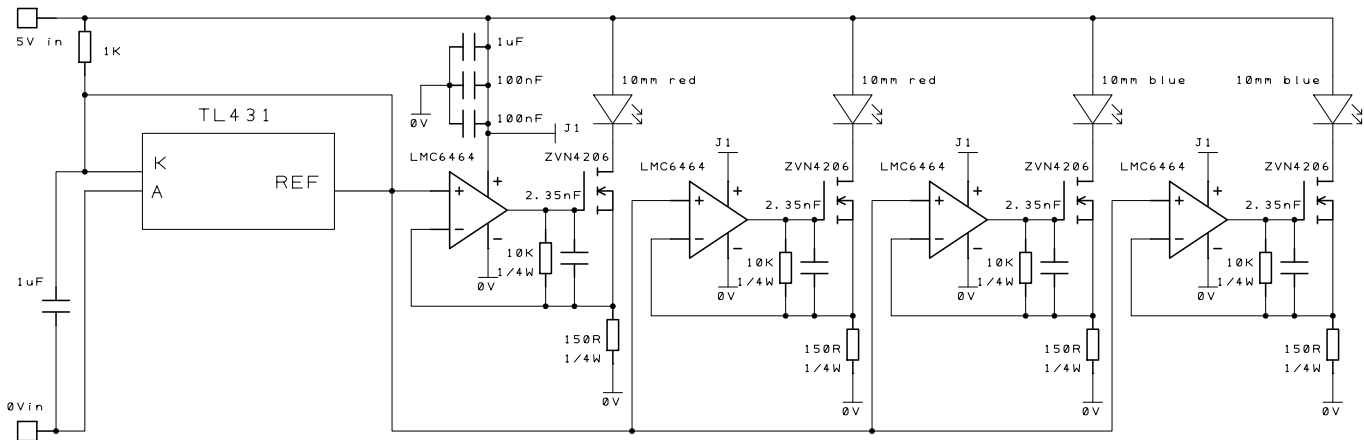 5V in
1K
1uF
100nF
0V
100nF
J1
10mm red
10mm red
10mm blue
10mm blue
TL431
K
A
REF
LMC6464
+
-
+
-
0V
ZVN4206
2.35nF
10K
1/4W
150R
1/4W
0V
J1
LMC6464
+
-
+
-
0V
ZVN4206
2.35nF
10K
1/4W
150R
1/4W
0V
J1
LMC6464
+
-
+
-
0V
ZVN4206
2.35nF
10K
1/4W
150R
1/4W
0V
J1
LMC6464
+
-
+
-
0V
ZVN4206
2.35nF
10K
1/4W
150R
1/4W
0V
1uF
0Vin